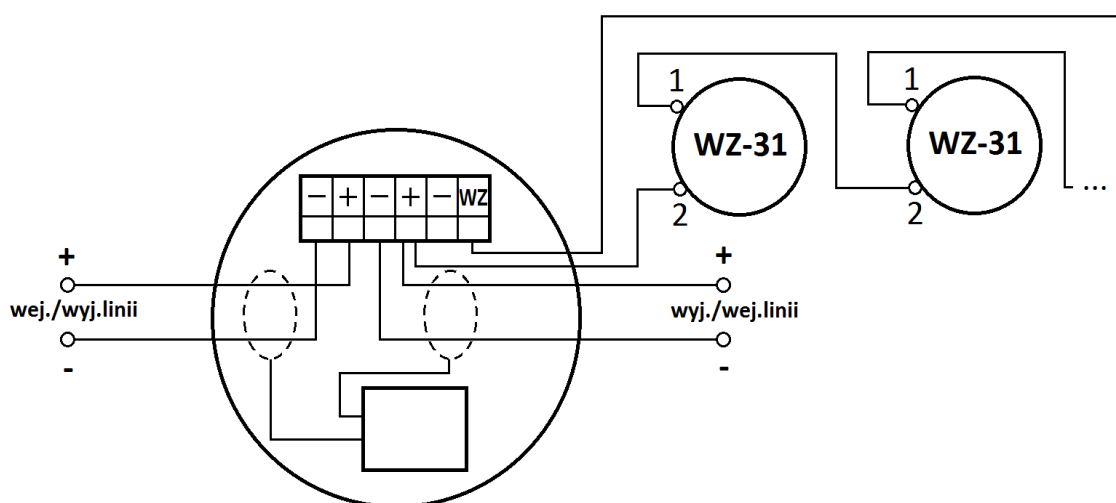 1
WZ-31
2
1
WZ-31
2
...
− + − + − WZ
+
wej./wyj.linii
-
+
wyj./wej.linii
-